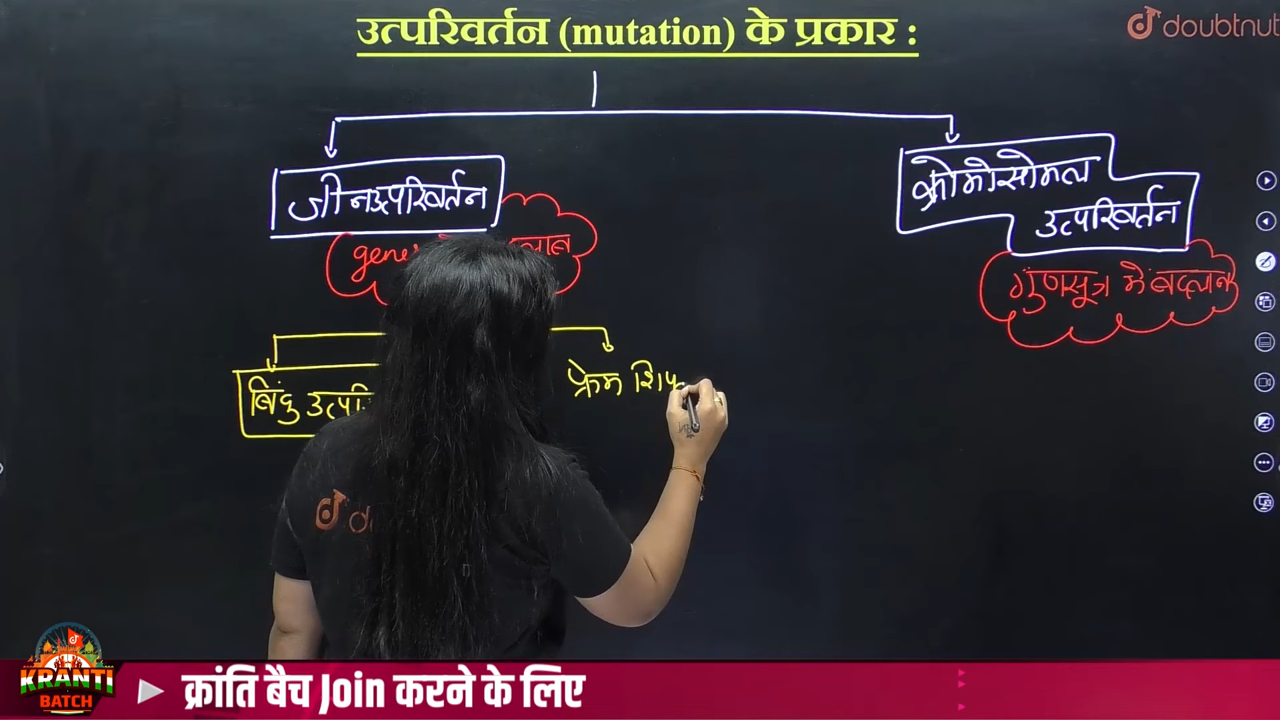 उत्परिवर्तन (mutation) के प्रकार :
doubtnut
जीन उत्परिवर्तन
क्रोमोसोमल
उत्परिवर्तन
गुणसूत्र में बदलाव
बिंदु
फ्रेम
KRANTI
BATCH
क्रांति बैच Join करने के लिए